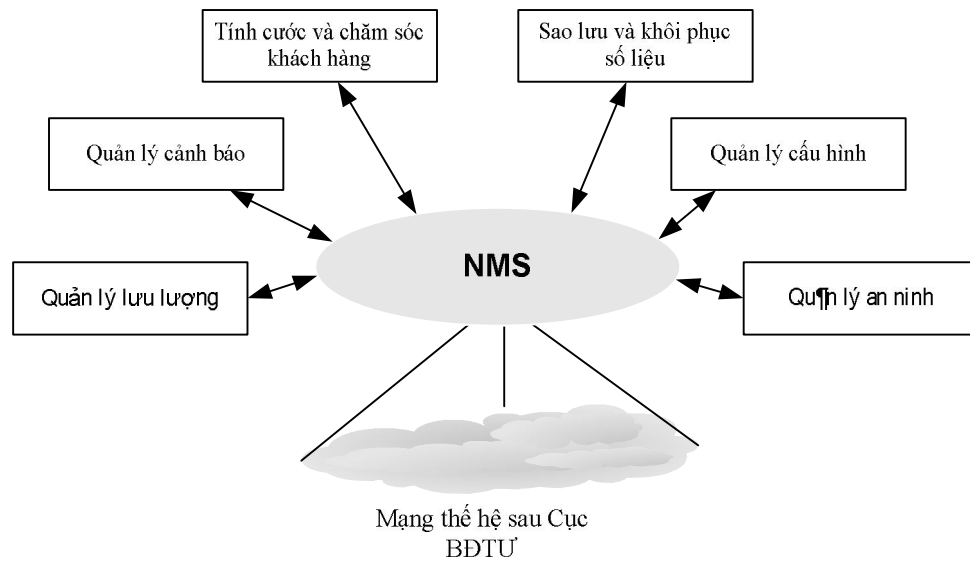 Tính cước và chăm sóc
khách hàng
Sao lưu và khôi phục
số liệu
Quản lý cảnh báo
Quản lý cấu hình
NMS
Quản lý lưu lượng
Qu¶n lý an ninh
Mạng thế hệ sau Cục
BĐTƯ